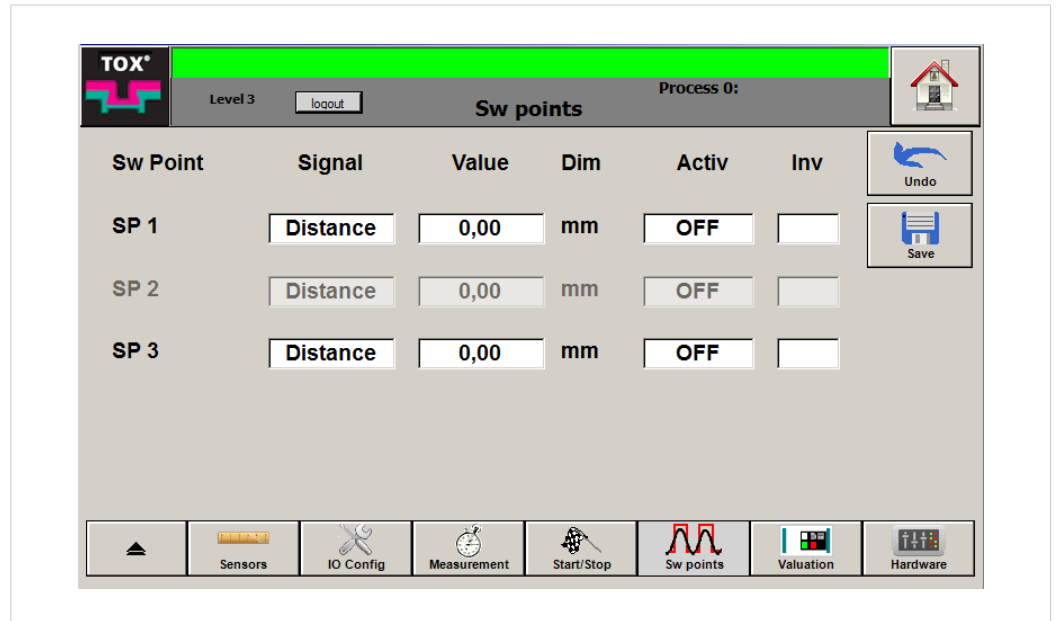 TOX®
Level 3 logout Sw points Process 0:
Sw Point Signal Value Dim Activ Inv
Undo
SP 1 Distance 0,00 mm OFF
Save
SP 2 Distance 0,00 mm OFF
SP 3 Distance 0,00 mm OFF
Sensors IO Config Measurement Start/Stop Sw points Valuation Hardware